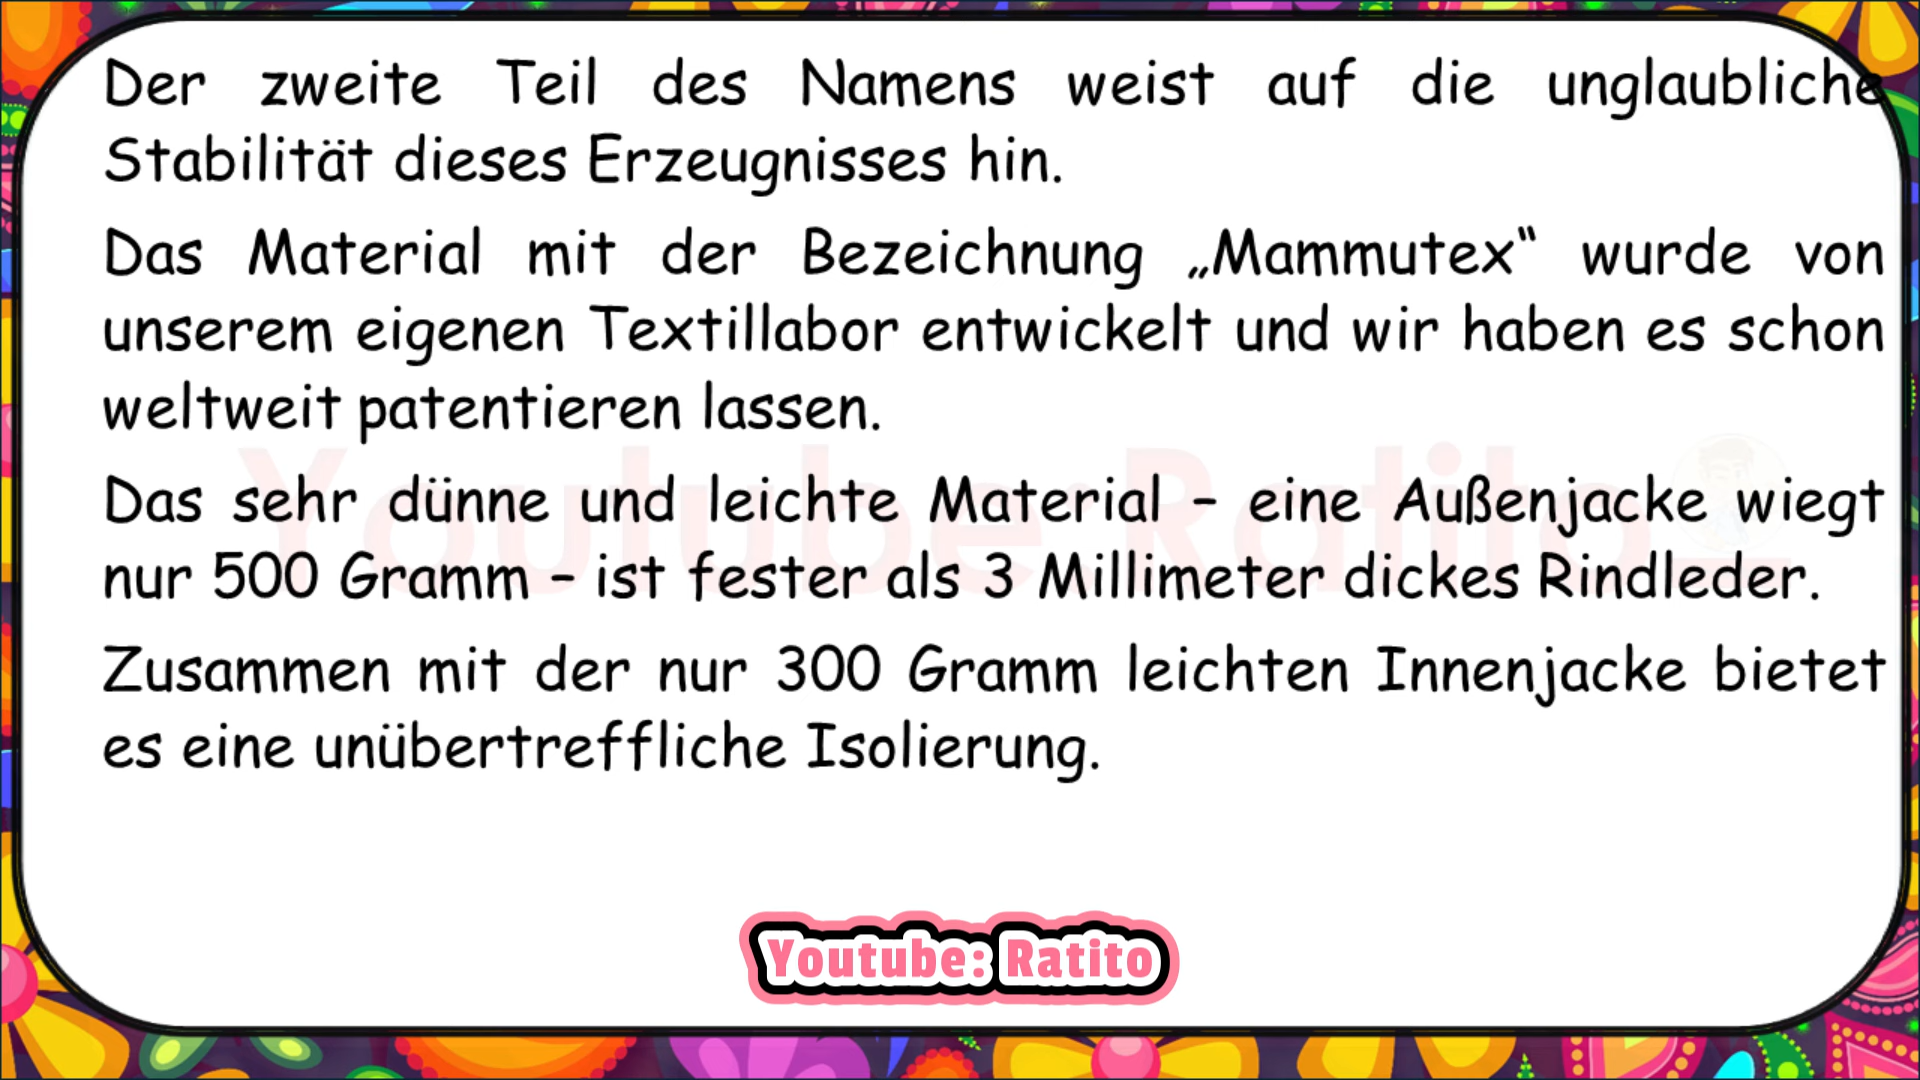 Der zweite Teil des Namens weist auf die unglaubliche
Stabilität dieses Erzeugnisses hin.
Das Material mit der Bezeichnung „Mammutex“ wurde von
unserem eigenen Textillabor entwickelt und wir haben es schon
weltweit patentieren lassen.
Das sehr dünne und leichte Material – eine Außenjacke wiegt
nur 500 Gramm – ist fester als 3 Millimeter dickes Rindleder.
Zusammen mit der nur 300 Gramm leichten Innenjacke bietet
es eine unübertreffliche Isolierung.
Youtube: Ratito
Youtube: Ratito